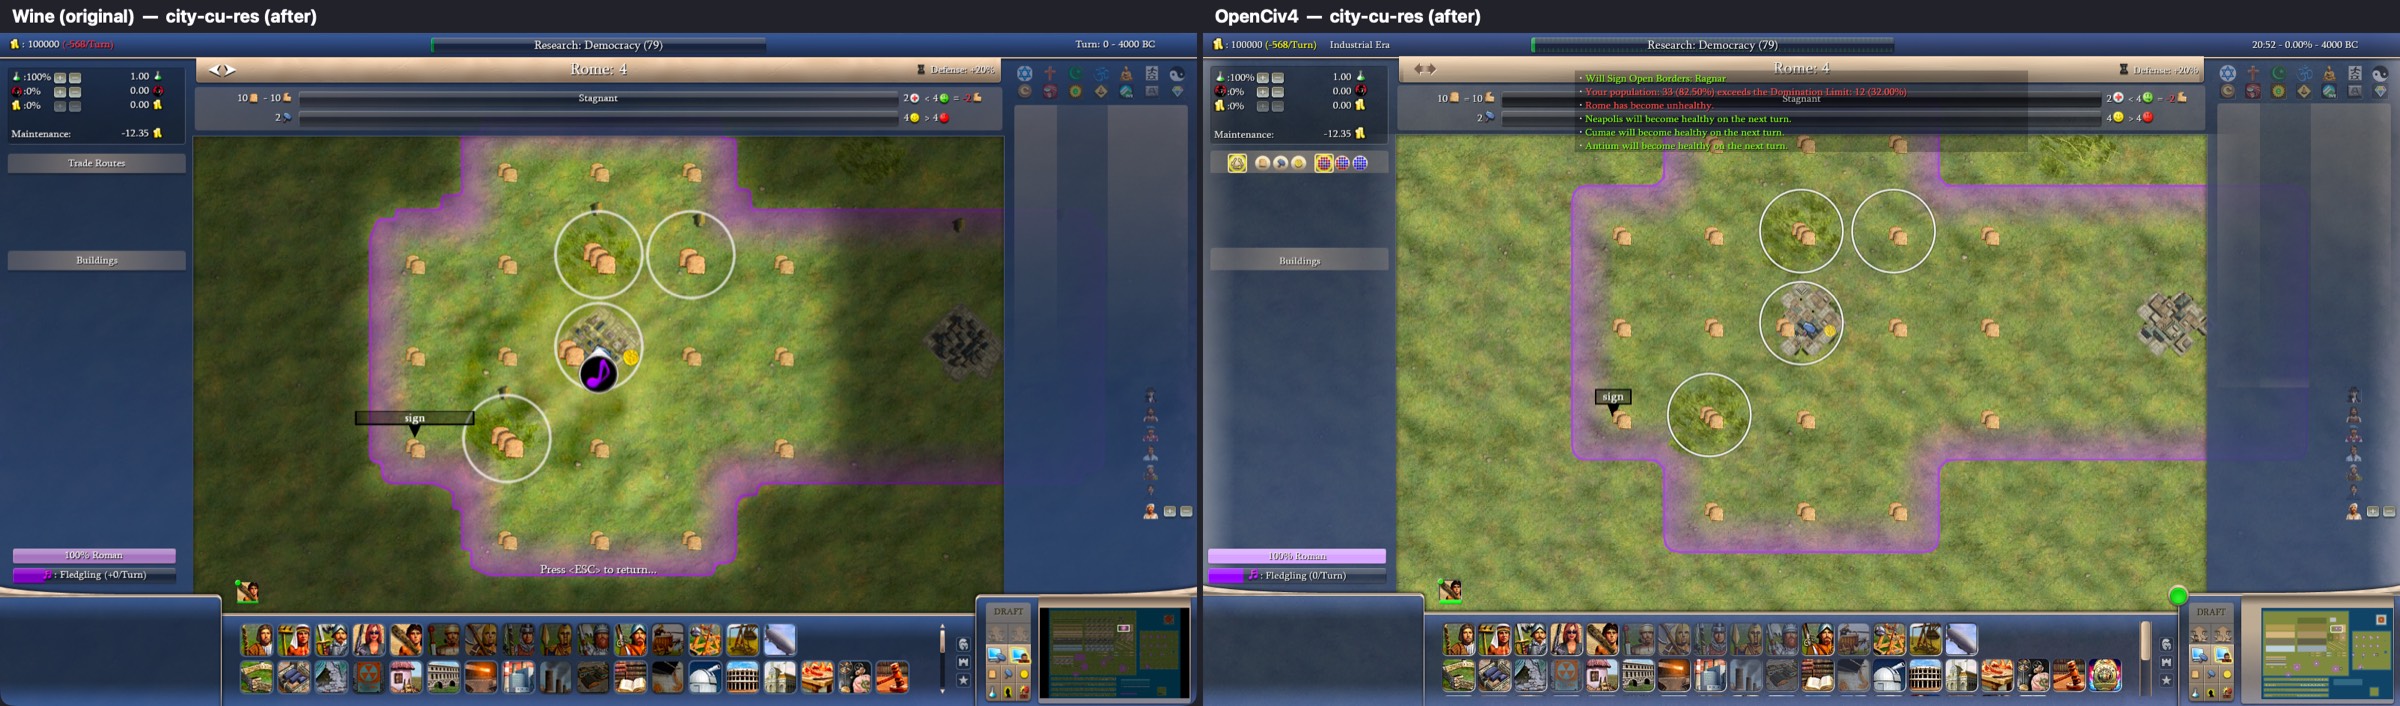 Wine (original) — city-cu-res (after)
: 100000 (-568/Turn)
Research: Democracy (79)
Turn: 0 - 4000 BC
:100%
1.00
:0%
0.00
:0%
0.00
Maintenance:
-12.35
Trade Routes
Buildings
Rome: 4
Defense: +20%
10 - 10
Stagnant
2 < 4 = -2
2
4 > 4
sign
Press <ESC> to return...
100% Roman
: Fledgling (+0/Turn)
DRAFT
OpenCiv4 — city-cu-res (after)
: 100000 (-568/Turn)
Industrial Era
Research: Democracy (79)
20:52 - 0.00% - 4000 BC
:100%
1.00
:0%
0.00
:0%
0.00
Maintenance:
-12.35
Buildings
Rome: 4
Defense: +20%
· Will Sign Open Borders: Ragnar
· Your population: 33 (82.50%) exceeds the Domination Limit: 12 (32.00%)
· Rome has become unhealthy.
· Neapolis will become healthy on the next turn.
· Cumae will become healthy on the next turn.
· Antium will become healthy on the next turn.
10 = 10
Stagnant
2 < 4 = -2
2
4 > 4
sign
100% Roman
: Fledgling (0/Turn)
DRAFT